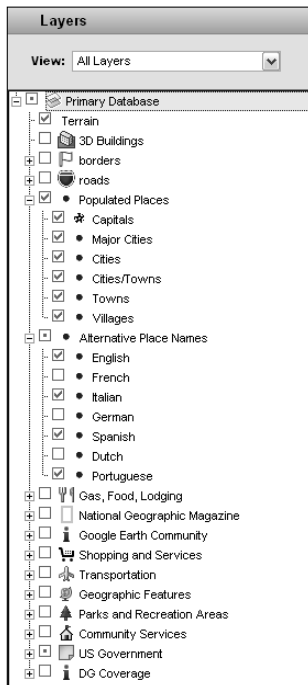 Layers
View: All Layers
Primary Database
Terrain
3D Buildings
borders
roads
Populated Places
Capitals
Major Cities
Cities
Cities/Towns
Towns
Villages
Alternative Place Names
English
French
Italian
German
Spanish
Dutch
Portuguese
Gas, Food, Lodging
National Geographic Magazine
Google Earth Community
Shopping and Services
Transportation
Geographic Features
Parks and Recreation Areas
Community Services
US Government
DG Coverage